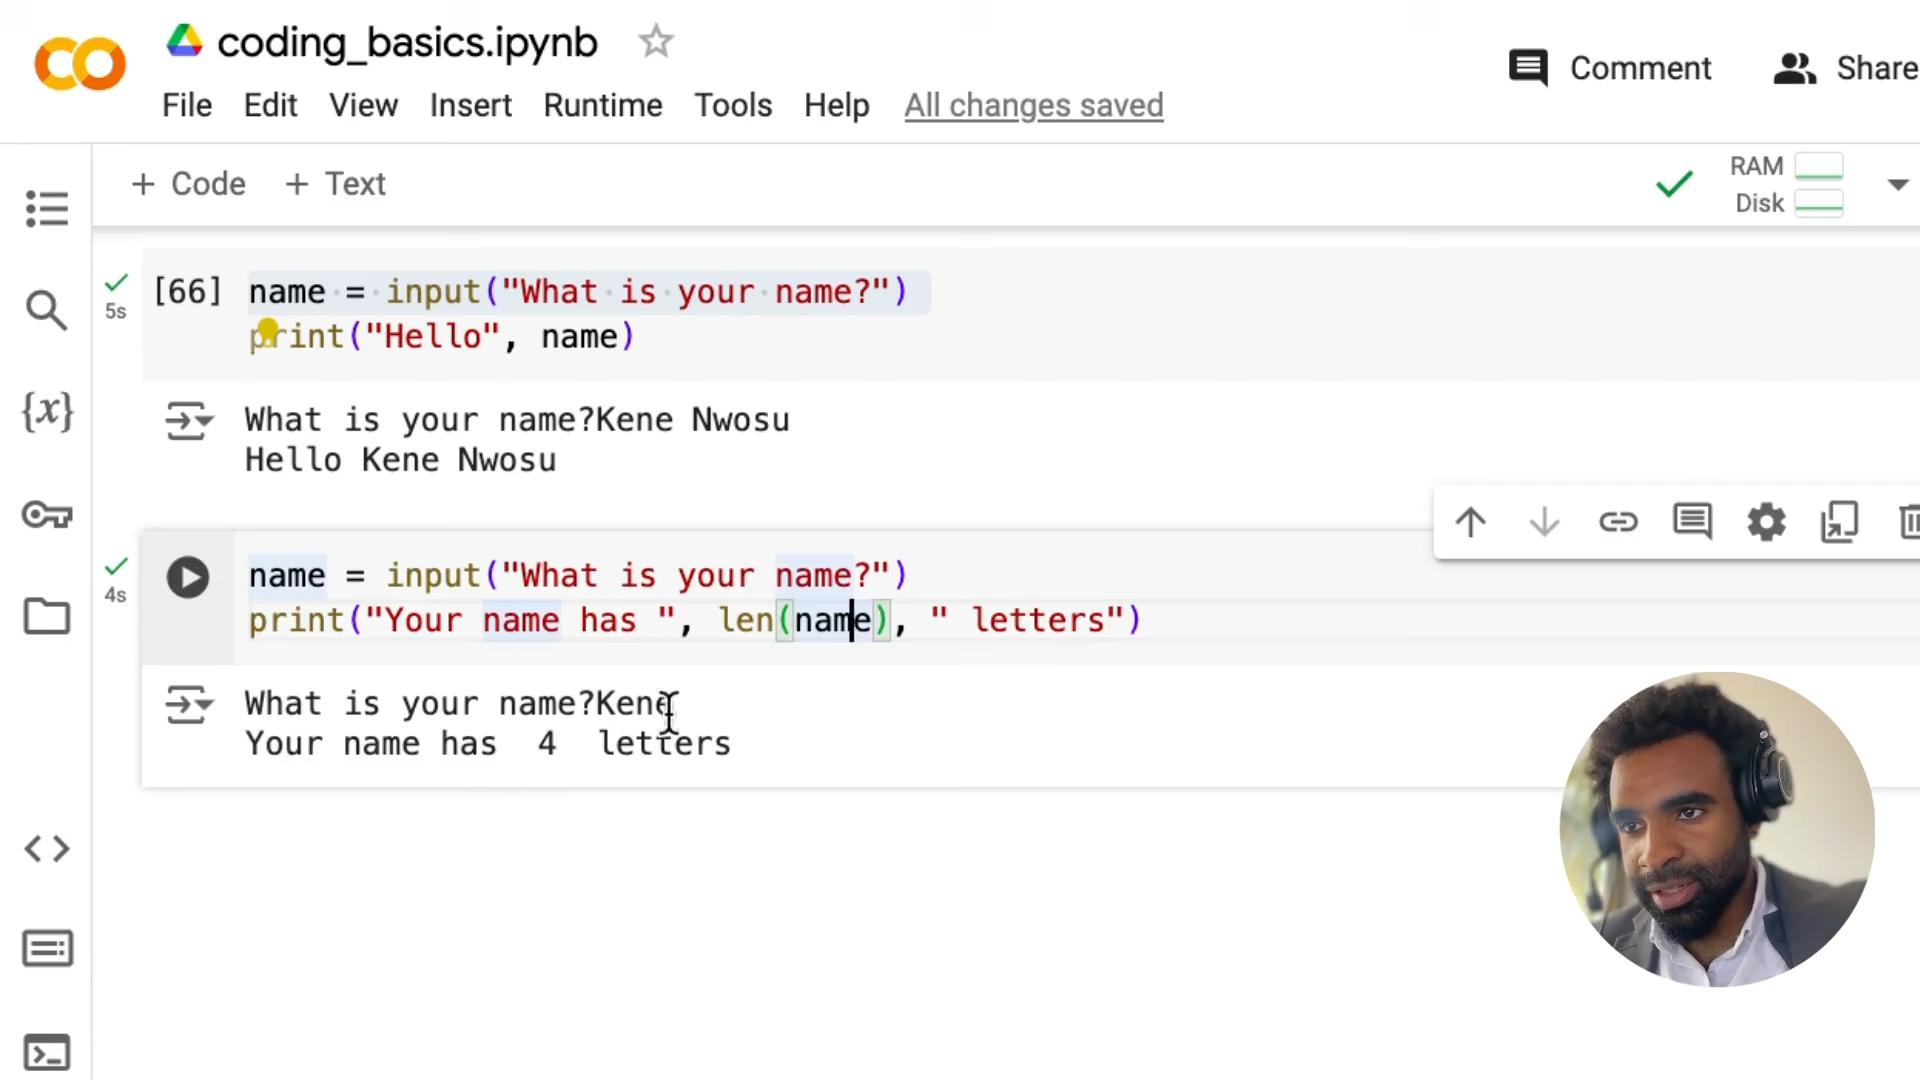 coding_basics.ipynb
Comment
Share
File Edit View Insert Runtime Tools Help All changes saved
+ Code + Text
RAM
Disk
5s
[66] name = input("What is your name?")
print("Hello", name)
What is your name?Kene Nwosu
Hello Kene Nwosu
4s
name = input("What is your name?")
print("Your name has ", len(name), " letters")
What is your name?Kene
Your name has  4  letters
{x}